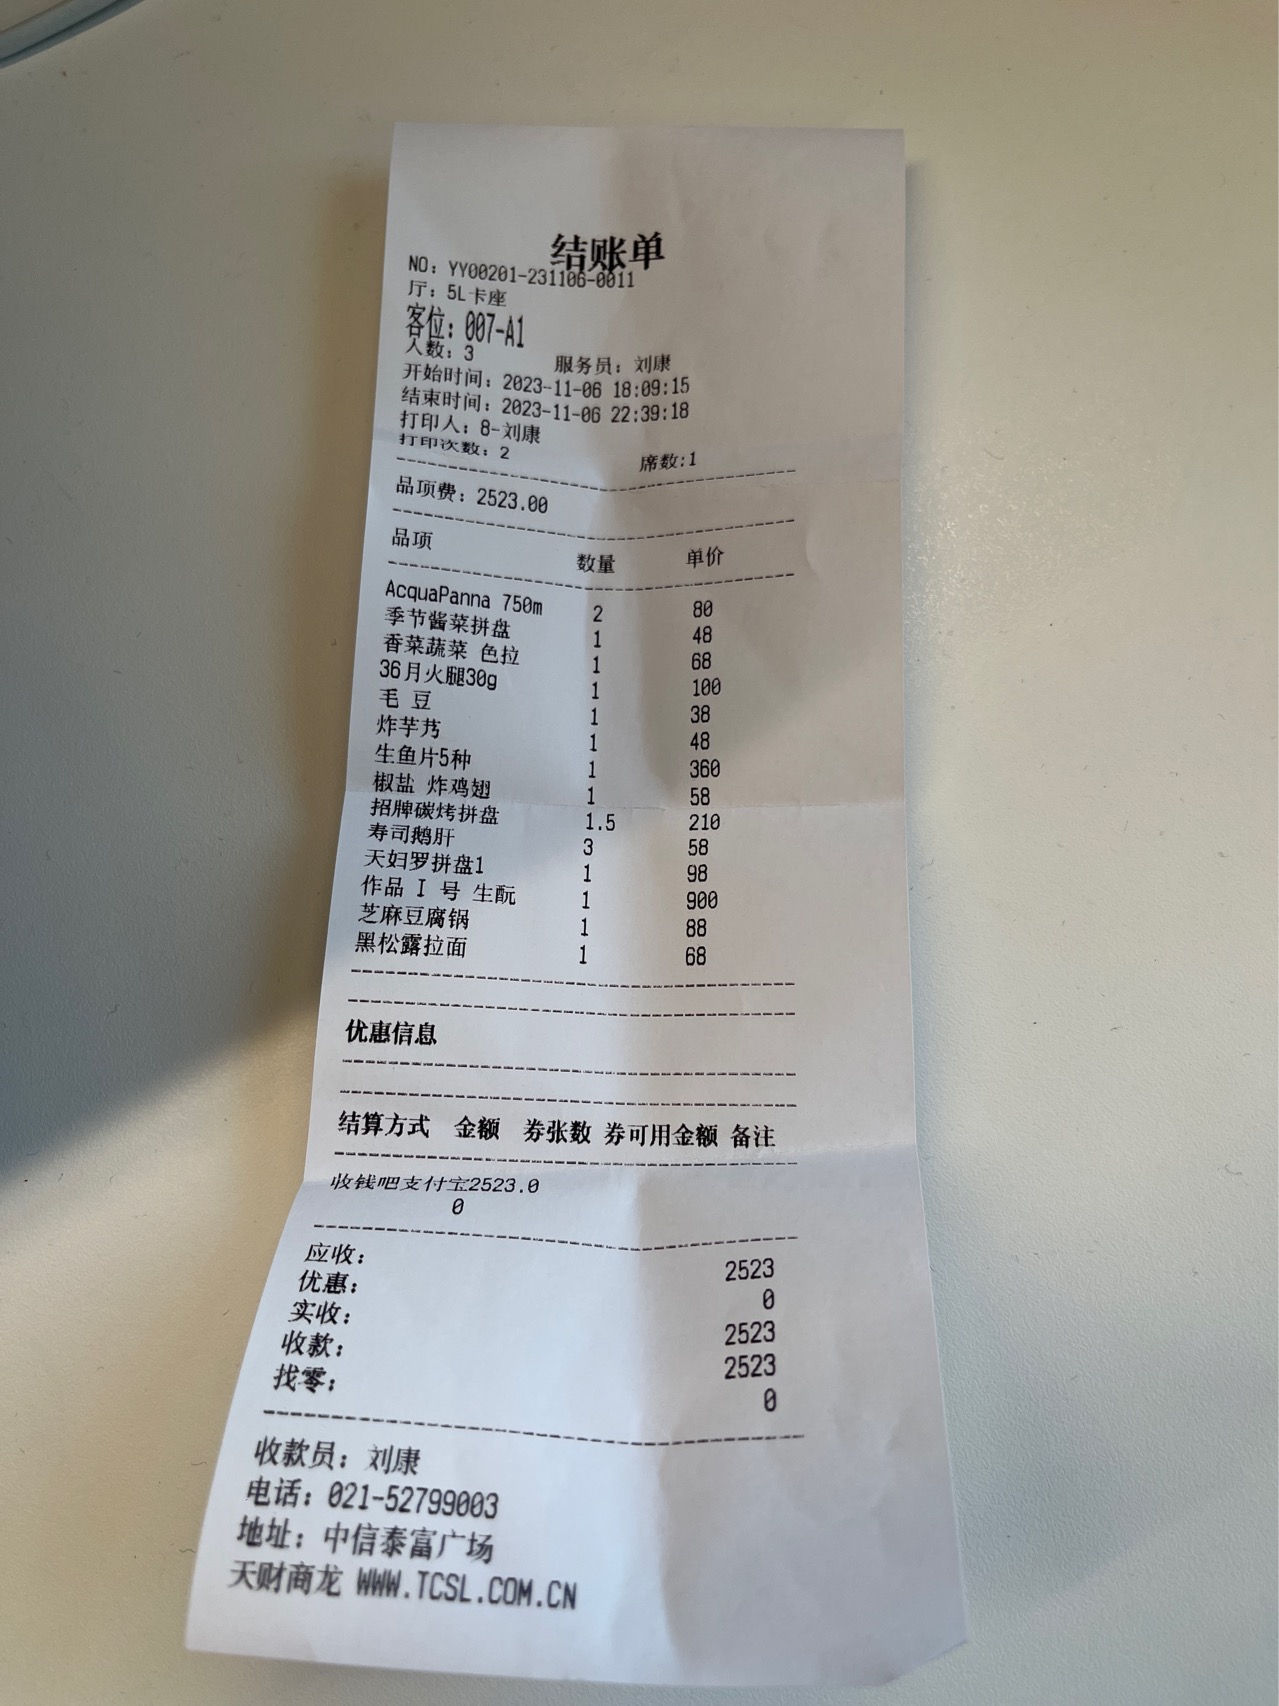 结账单
NO: YY00201-231106-0011
厅: 5L卡座
客位: 007-A1
人数: 3 服务员: 刘康
开始时间: 2023-11-06 18:09:15
结束时间: 2023-11-06 22:39:18
打印人: 8-刘康
打印次数: 2 席数:1
品项费: 2523.00
品项 数量 单价
AcquaPanna 750m 2 80
季节酱菜拼盘 1 48
香菜蔬菜 色拉 1 68
36月火腿30g 1 100
毛 豆 1 38
炸芋艿 1 48
生鱼片5种 1 360
椒盐 炸鸡翅 1 58
招牌碳烤拼盘 1.5 210
寿司鹅肝 3 58
天妇罗拼盘1 1 98
作品 I 号 生酛 1 900
芝麻豆腐锅 1 88
黑松露拉面 1 68
优惠信息
结算方式 金额 券张数 券可用金额 备注
收钱吧支付宝2523.0
0
应收: 2523
优惠: 0
实收: 2523
收款: 2523
找零: 0
收款员: 刘康
电话: 021-52799003
地址: 中信泰富广场
天财商龙 WWW.TCSL.COM.CN